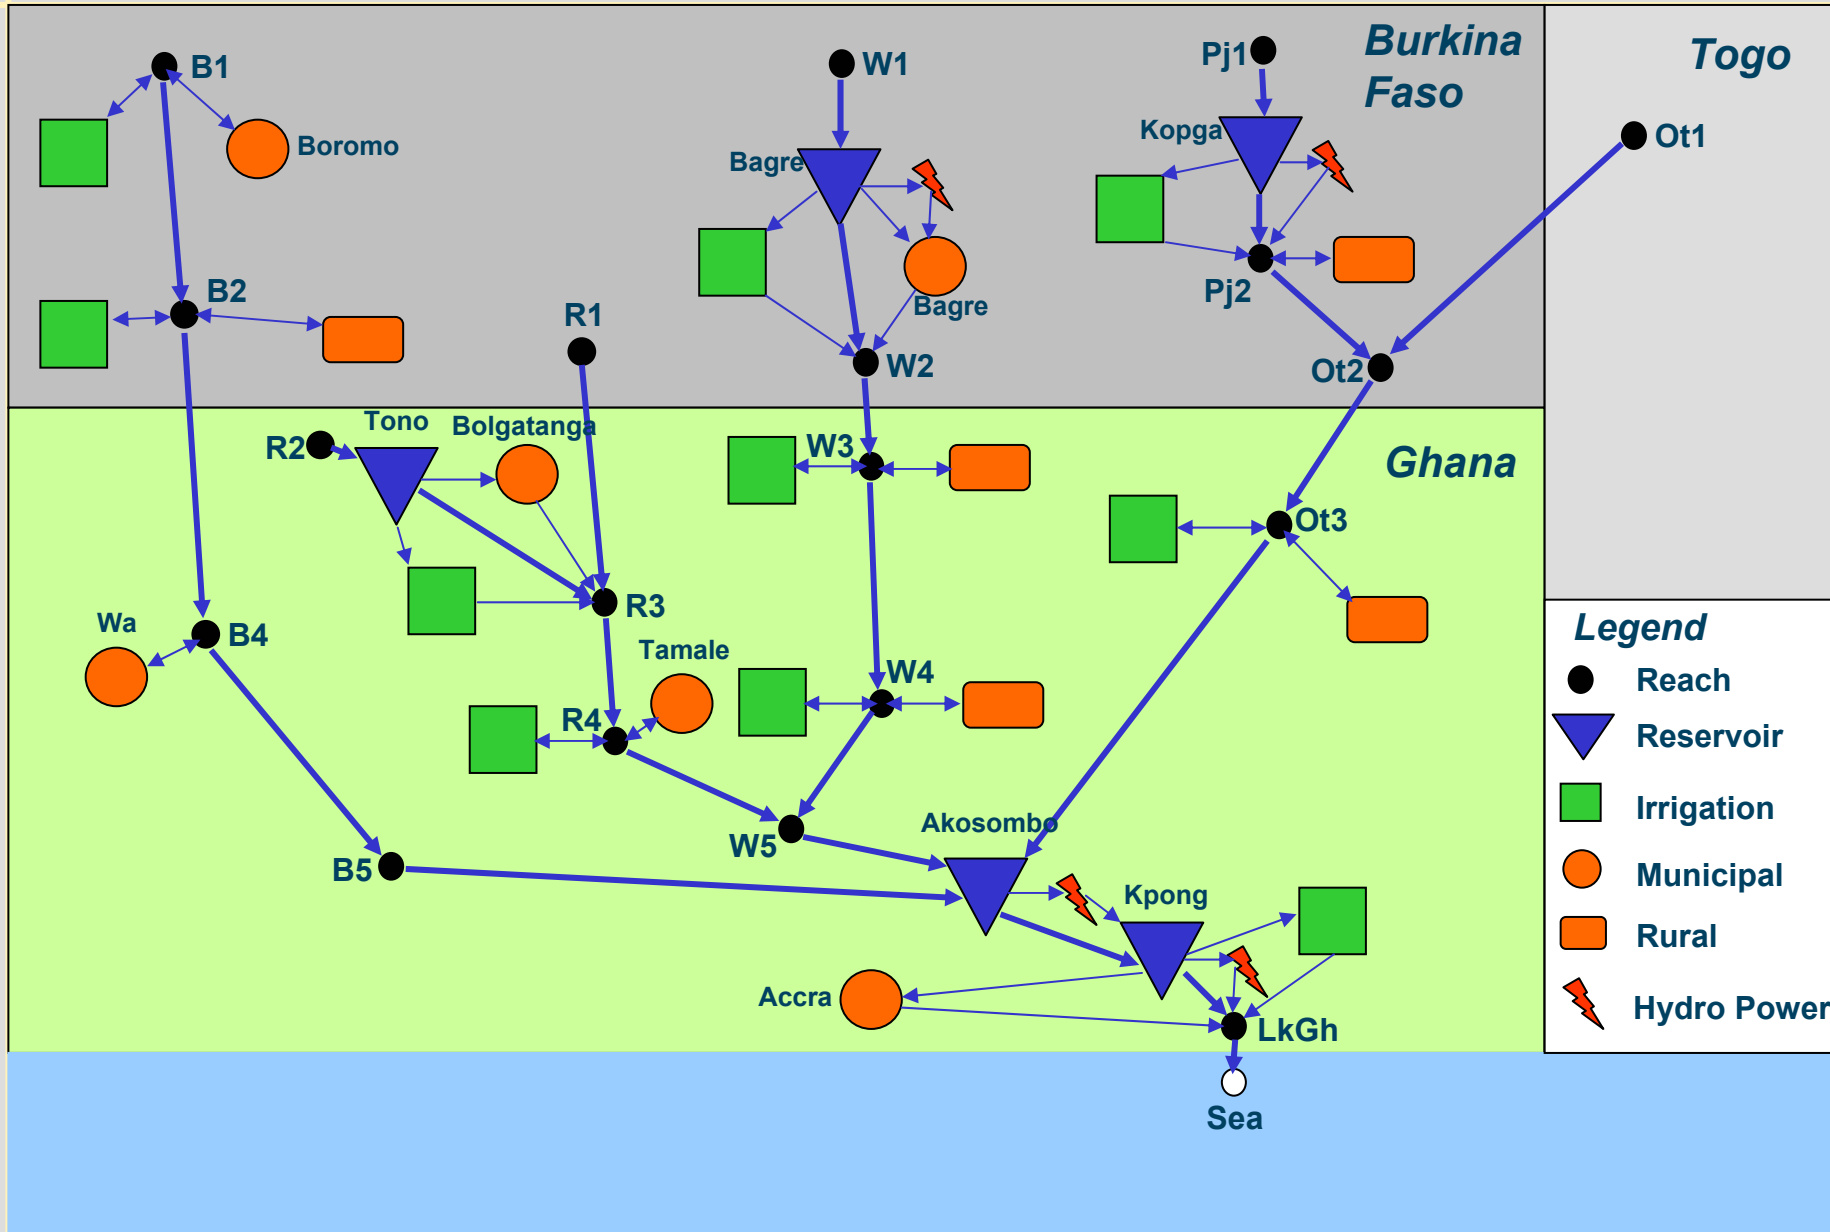 Burkina
Faso
Togo
B1
W1
Pj1
Boromo
Bagre
Kopga
Ot1
B2
R1
Bagre
Pj2
W2
Ot2
Tono
Bolgatanga
R2
W3
Ghana
Ot3
R3
Wa
B4
Tamale
W4
R4
W5
Akosombo
B5
Kpong
Accra
LkGh
Sea
Legend
Reach
Reservoir
Irrigation
Municipal
Rural
Hydro Power